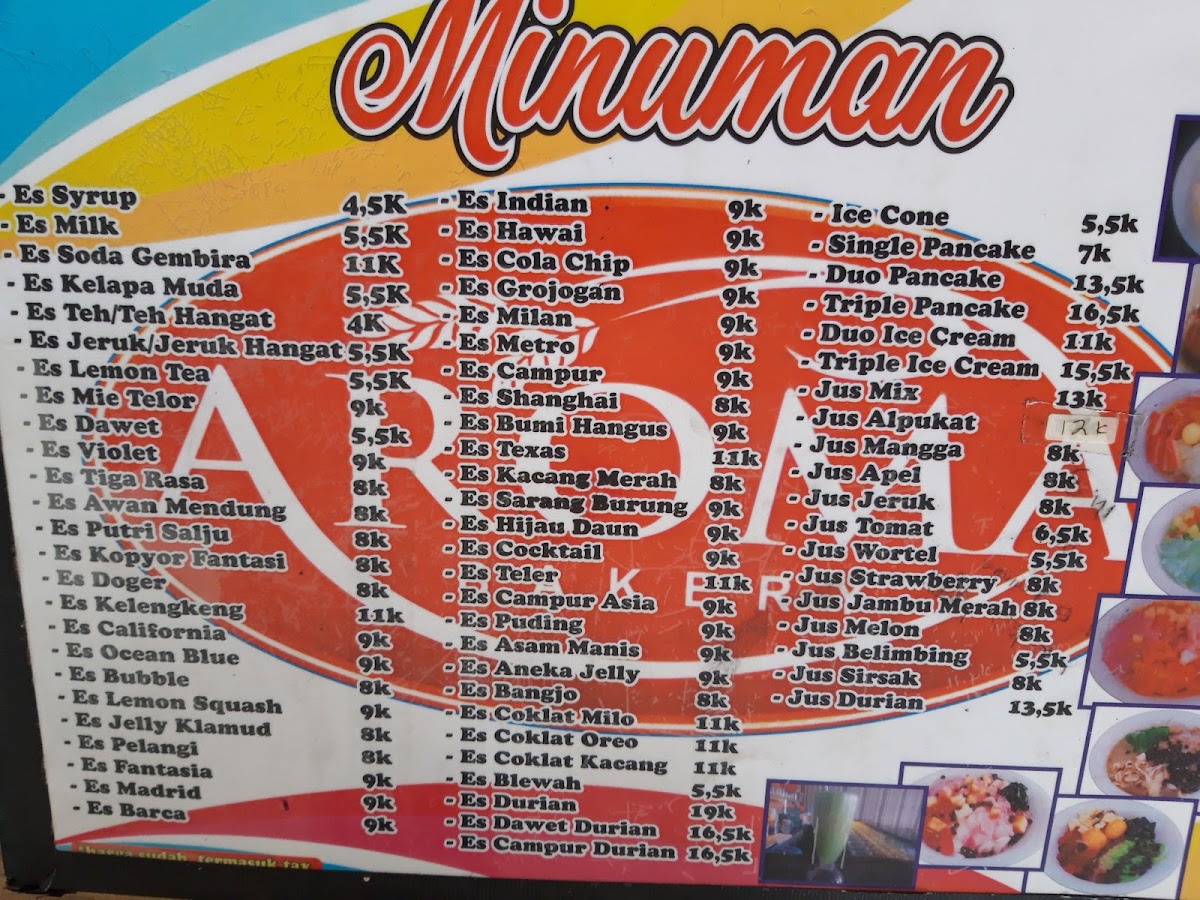 Minuman
- Es Syrup 4,5K
- Es Milk 5,5K
- Es Soda Gembira 11K
- Es Kelapa Muda 5,5K
- Es Teh/Teh Hangat 4K
- Es Jeruk/Jeruk Hangat 5,5K
- Es Lemon Tea 5,5K
- Es Mie Telor 9k
- Es Dawet 5,5k
- Es Violet 9k
- Es Tiga Rasa 8k
- Es Awan Mendung 8k
- Es Putri Salju 8k
- Es Kopyor Fantasi 8k
- Es Doger 8k
- Es Kelengkeng 11k
- Es California 9k
- Es Ocean Blue 9k
- Es Bubble 8k
- Es Lemon Squash 9k
- Es Jelly Klamud 8k
- Es Pelangi 8k
- Es Fantasia 9k
- Es Madrid 9k
- Es Barca 9k
- Es Indian 9k
- Es Hawai 9k
- Es Cola Chip 9k
- Es Grojogan 9k
- Es Milan 9k
- Es Metro 9k
- Es Campur 9k
- Es Shanghai 8k
- Es Bumi Hangus 9k
- Es Texas 11k
- Es Kacang Merah 8k
- Es Sarang Burung 9k
- Es Hijau Daun 9k
- Es Cocktail 9k
- Es Teler 11k
- Es Campur Asia 9k
- Es Puding 9k
- Es Asam Manis 9k
- Es Aneka Jelly 9k
- Es Bangjo 8k
- Es Coklat Milo 11k
- Es Coklat Oreo 11k
- Es Coklat Kacang 11k
- Es Blewah 5,5k
- Es Durian 19k
- Es Dawet Durian 16,5k
- Es Campur Durian 16,5k
- Ice Cone 5,5k
- Single Pancake 7k
- Duo Pancake 13,5k
- Triple Pancake 16,5k
- Duo Ice Cream 11k
- Triple Ice Cream 15,5k
- Jus Mix 13k
- Jus Alpukat 12k
- Jus Mangga 8k
- Jus Apel 8k
- Jus Jeruk 8k
- Jus Tomat 6,5k
- Jus Wortel 5,5k
- Jus Strawberry 8k
- Jus Jambu Merah 8k
- Jus Melon 8k
- Jus Belimbing 5,5k
- Jus Sirsak 8k
- Jus Durian 13,5k
AROMA
BAKERY
harga sudah termasuk tax